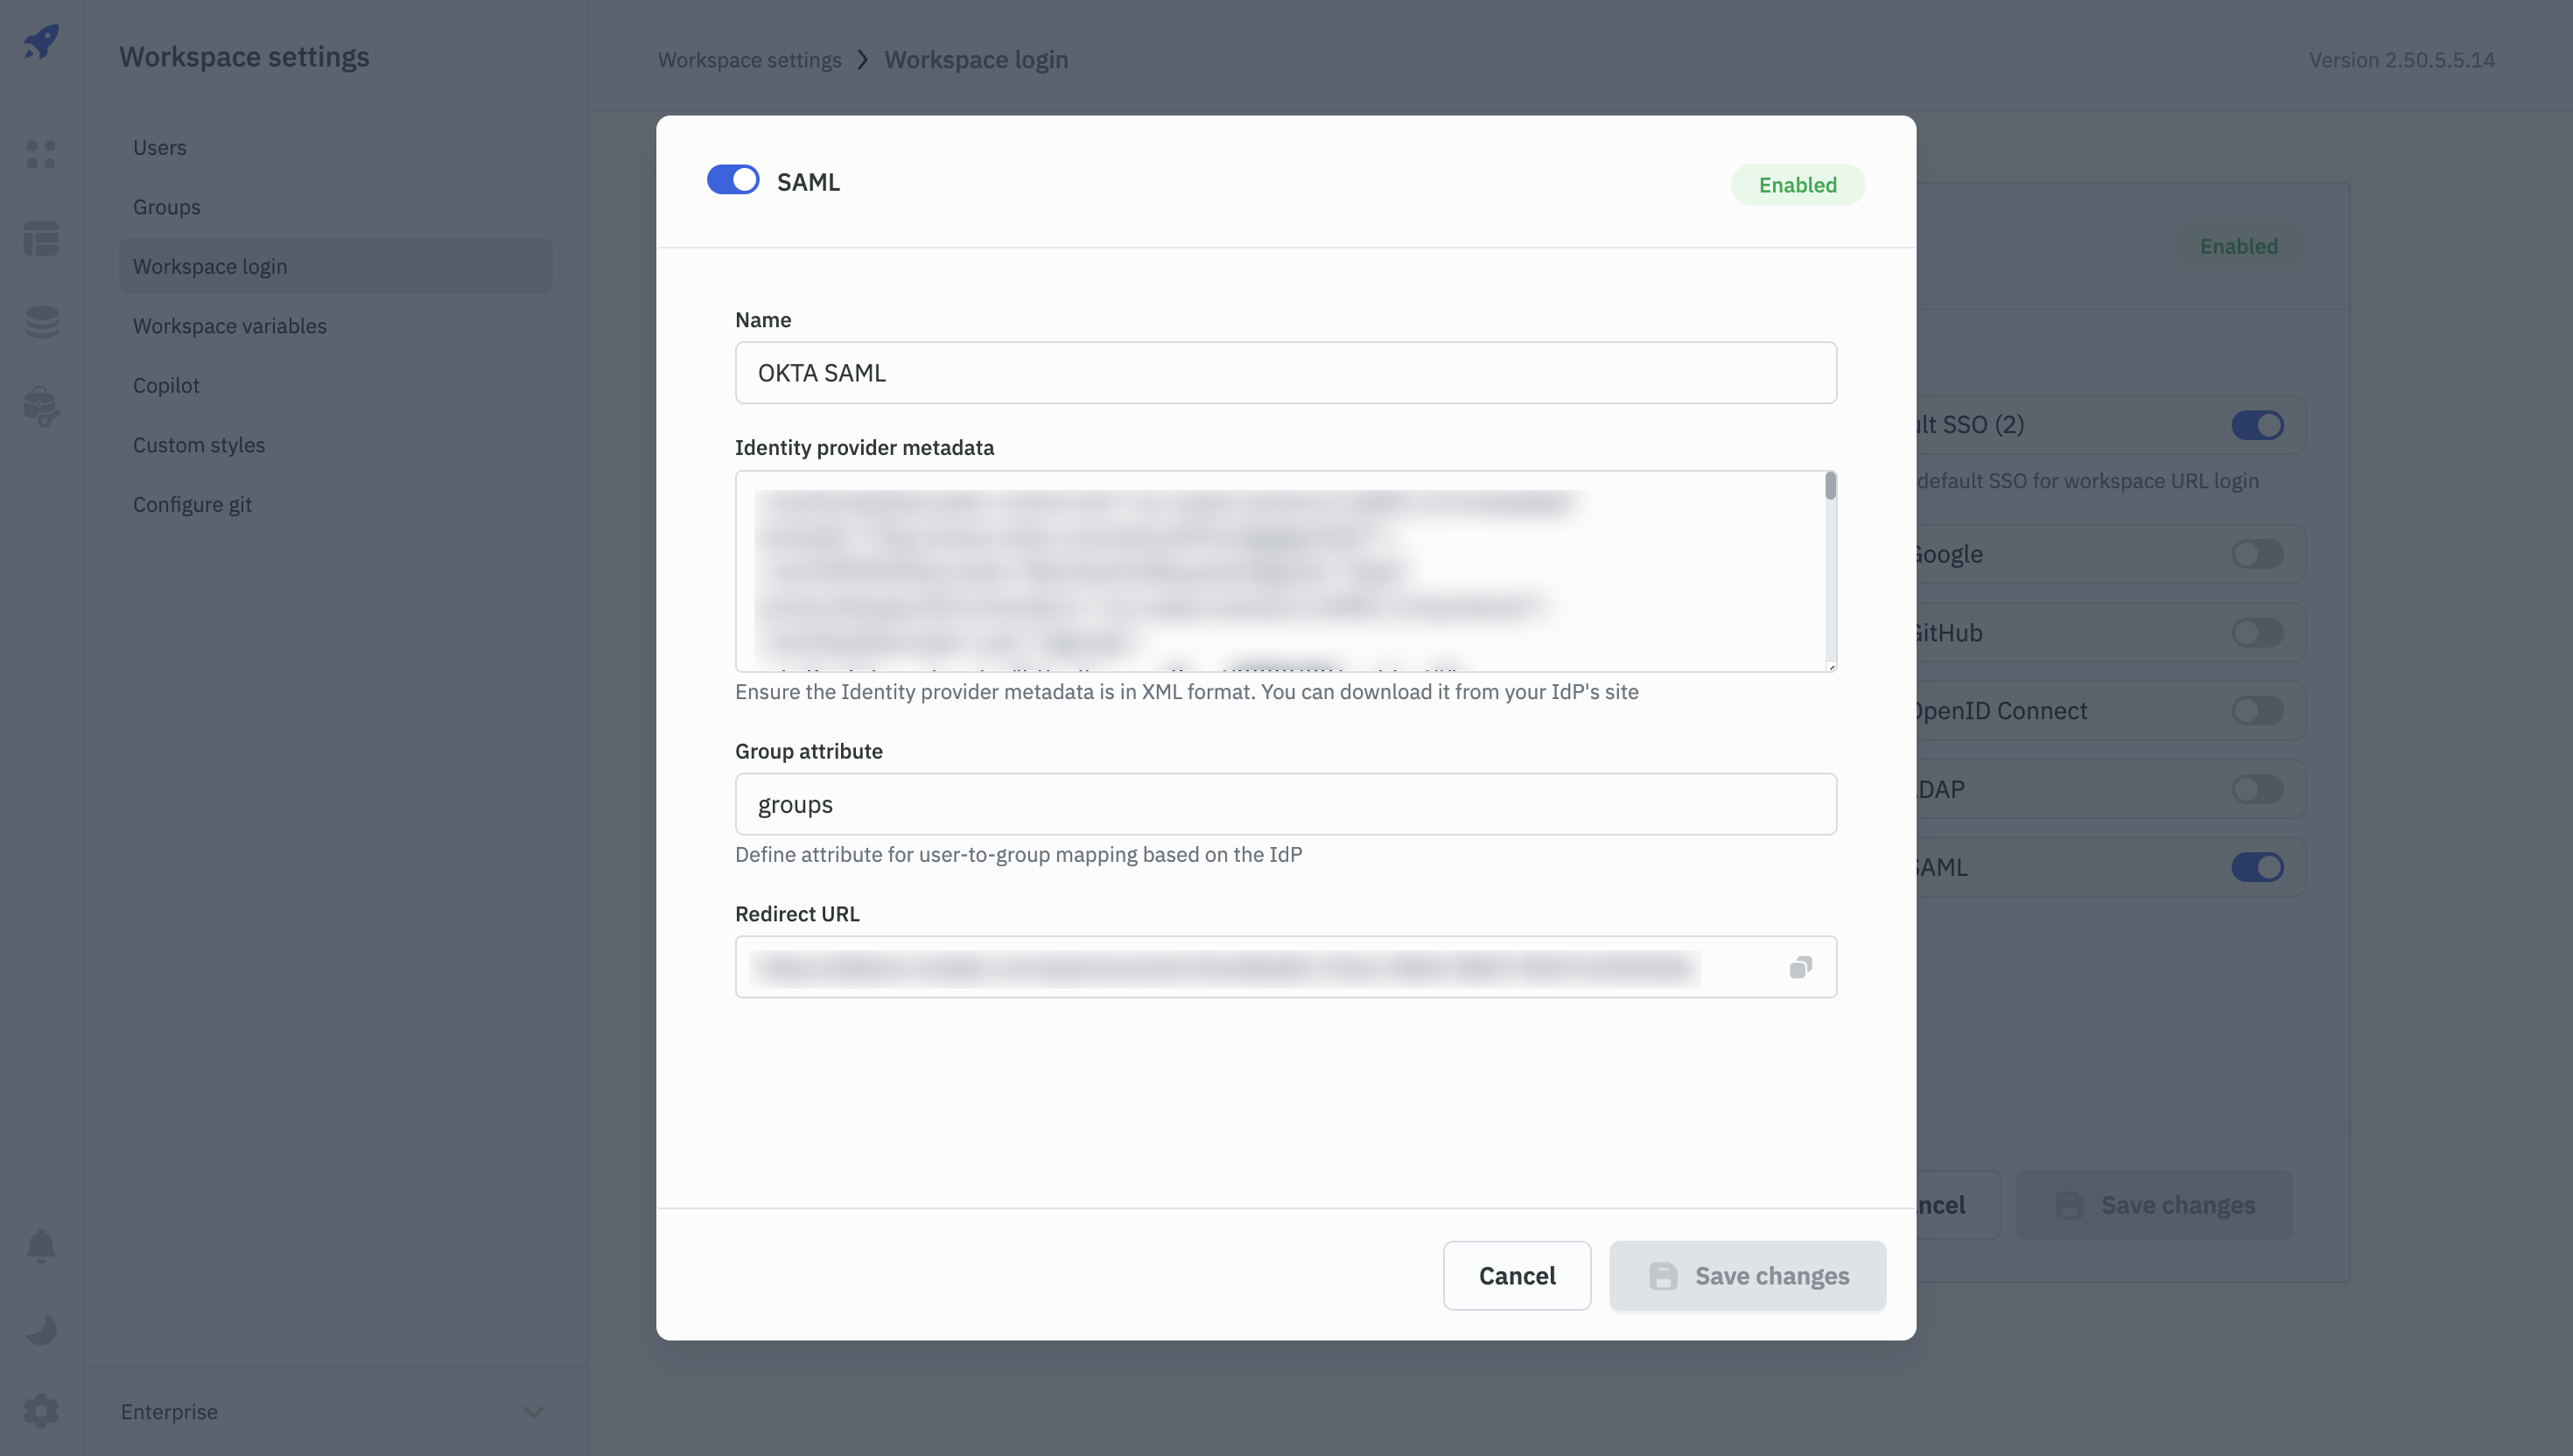 Workspace settings
Workspace settings
Workspace login
Version 2.50.5.5.14
Users
Groups
Workspace login
Workspace variables
Copilot
Custom styles
Configure git
Enterprise
SAML
Enabled
Name
OKTA SAML
Identity provider metadata
Ensure the Identity provider metadata is in XML format. You can download it from your IdP's site
Group attribute
groups
Define attribute for user-to-group mapping based on the IdP
Redirect URL
Cancel
Save changes
Enabled
ult SSO (2)
default SSO for workspace URL login
Google
GitHub
OpenID Connect
LDAP
SAML
ncel
Save changes